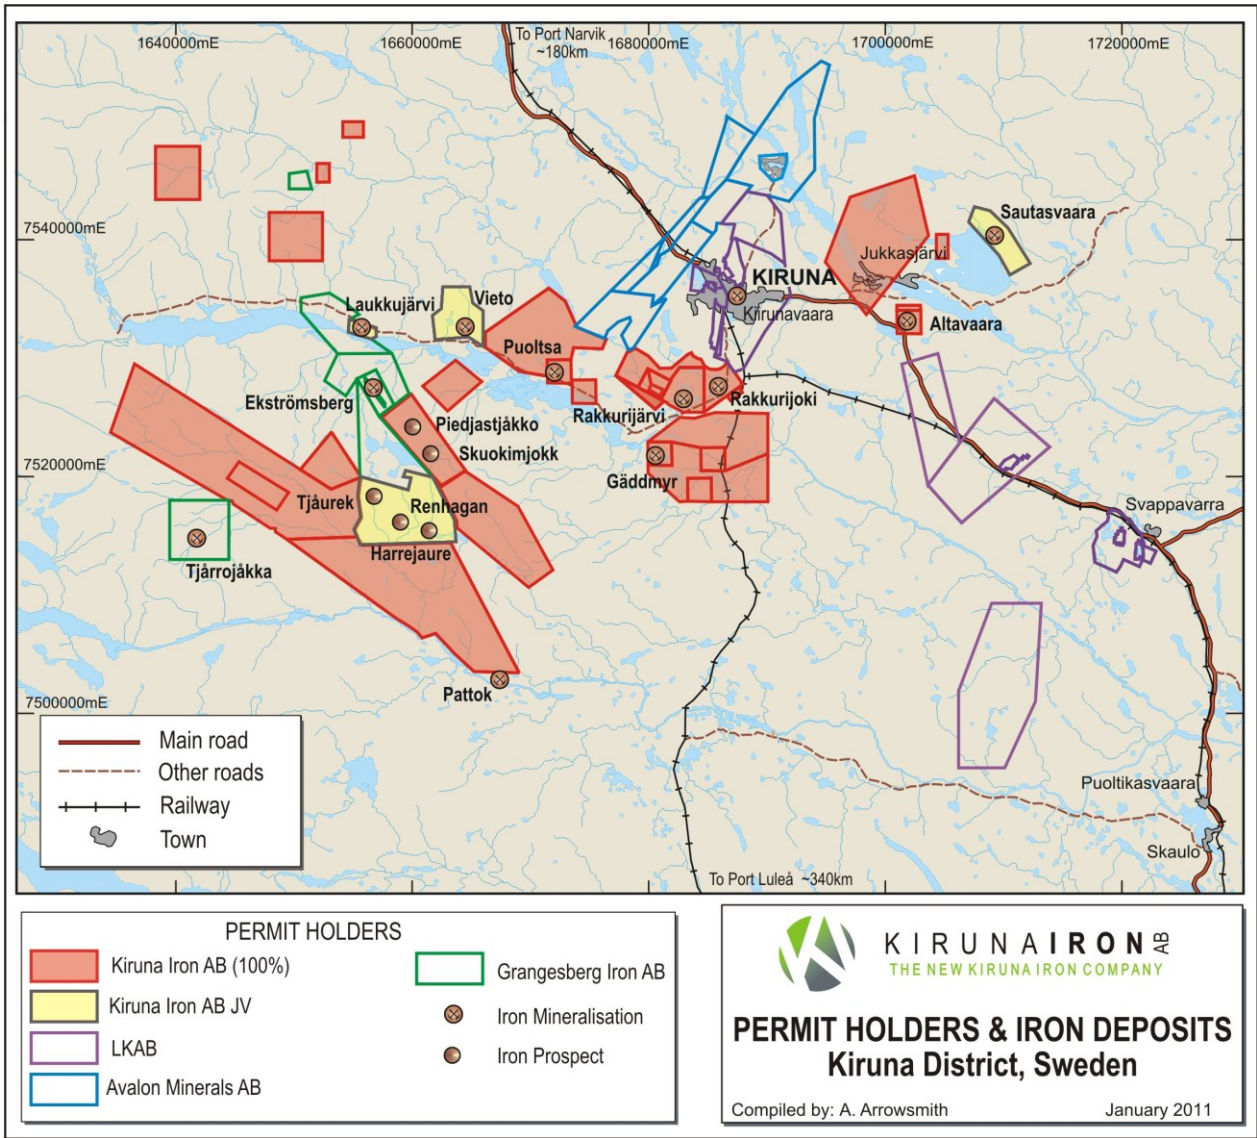 1640000mE
1660000mE
To Port Narvik
~180km
1680000mE
1700000mE
1720000mE
7540000mE
Sautasvaara
Jukkasjärvi
KIRUNA
Kiirunavaara
Laukkujärvi
Vieto
Altavaara
Puoltsa
Ekströmsberg
Rakkurijärvi
Rakkurijoki
Piedjastjåkko
Skuokimjokk
7520000mE
Gäddmyr
Tjåurek
Renhagan
Svappavarra
Harrejaure
Tjårrojåkka
Pattok
7500000mE
Main road
Other roads
Railway
Town
Puoltikasvaara
Skaulo
To Port Luleå ~340km
PERMIT HOLDERS
Kiruna Iron AB (100%)
Kiruna Iron AB JV
LKAB
Avalon Minerals AB
Grangesberg Iron AB
Iron Mineralisation
Iron Prospect
KIRUNAIRON AB
THE NEW KIRUNA IRON COMPANY
PERMIT HOLDERS & IRON DEPOSITS
Kiruna District, Sweden
Compiled by: A. Arrowsmith
January 2011